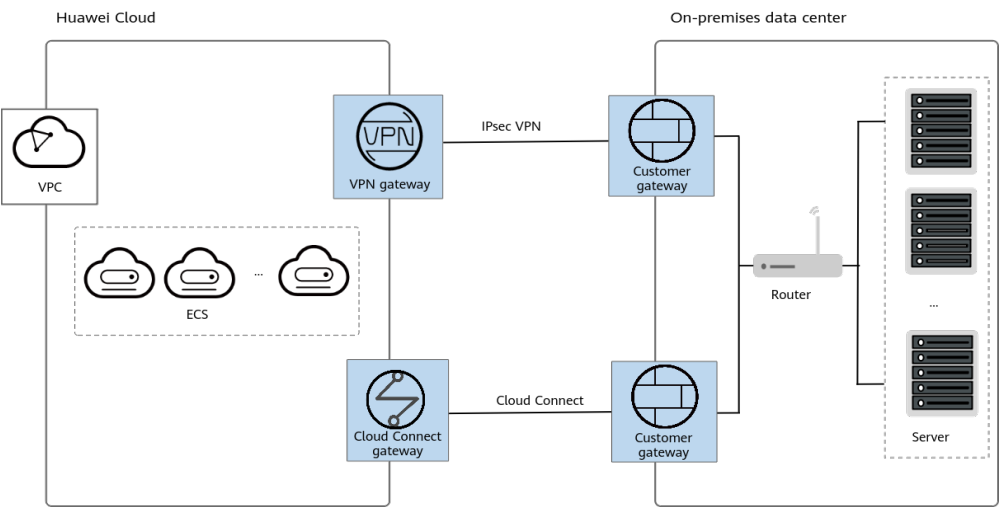 Huawei Cloud
On-premises data center
VPN
VPN gateway
IPsec VPN
Customer
gateway
VPC
...
ECS
Router
...
Cloud Connect
gateway
Cloud Connect
Customer
gateway
Server